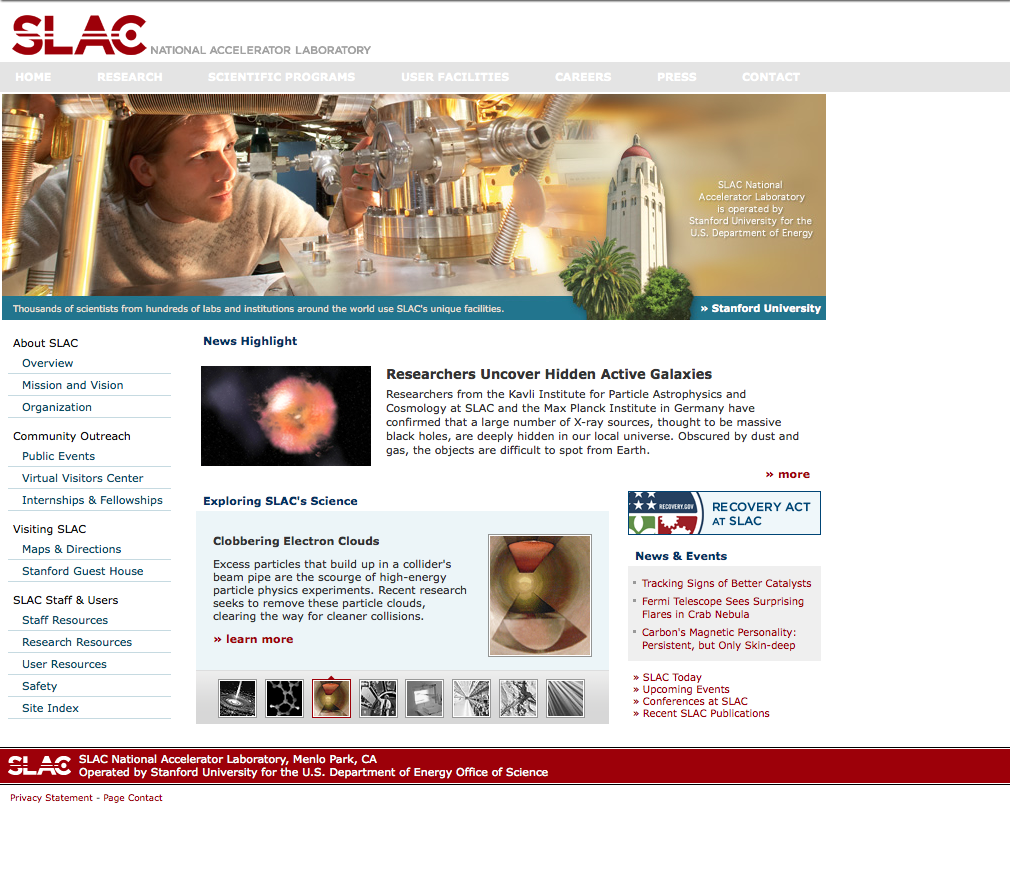 SLAC NATIONAL ACCELERATOR LABORATORY
HOME RESEARCH SCIENTIFIC PROGRAMS USER FACILITIES CAREERS PRESS CONTACT
SLAC National
Accelerator Laboratory
is operated by
Stanford University for the
U.S. Department of Energy
Thousands of scientists from hundreds of labs and institutions around the world use SLAC's unique facilities.
» Stanford University
About SLAC
Overview
Mission and Vision
Organization
Community Outreach
Public Events
Virtual Visitors Center
Internships & Fellowships
Visiting SLAC
Maps & Directions
Stanford Guest House
SLAC Staff & Users
Staff Resources
Research Resources
User Resources
Safety
Site Index
News Highlight
Researchers Uncover Hidden Active Galaxies
Researchers from the Kavli Institute for Particle Astrophysics and
Cosmology at SLAC and the Max Planck Institute in Germany have
confirmed that a large number of X-ray sources, thought to be massive
black holes, are deeply hidden in our local universe. Obscured by dust and
gas, the objects are difficult to spot from Earth.
» more
Exploring SLAC's Science
Clobbering Electron Clouds
Excess particles that build up in a collider's
beam pipe are the scourge of high-energy
particle physics experiments. Recent research
seeks to remove these particle clouds,
clearing the way for cleaner collisions.
» learn more
RECOVERY.GOV
RECOVERY ACT
AT SLAC
News & Events
Tracking Signs of Better Catalysts
Fermi Telescope Sees Surprising
Flares in Crab Nebula
Carbon's Magnetic Personality:
Persistent, but Only Skin-deep
» SLAC Today
» Upcoming Events
» Conferences at SLAC
» Recent SLAC Publications
SLAC
SLAC National Accelerator Laboratory, Menlo Park, CA
Operated by Stanford University for the U.S. Department of Energy Office of Science
Privacy Statement - Page Contact